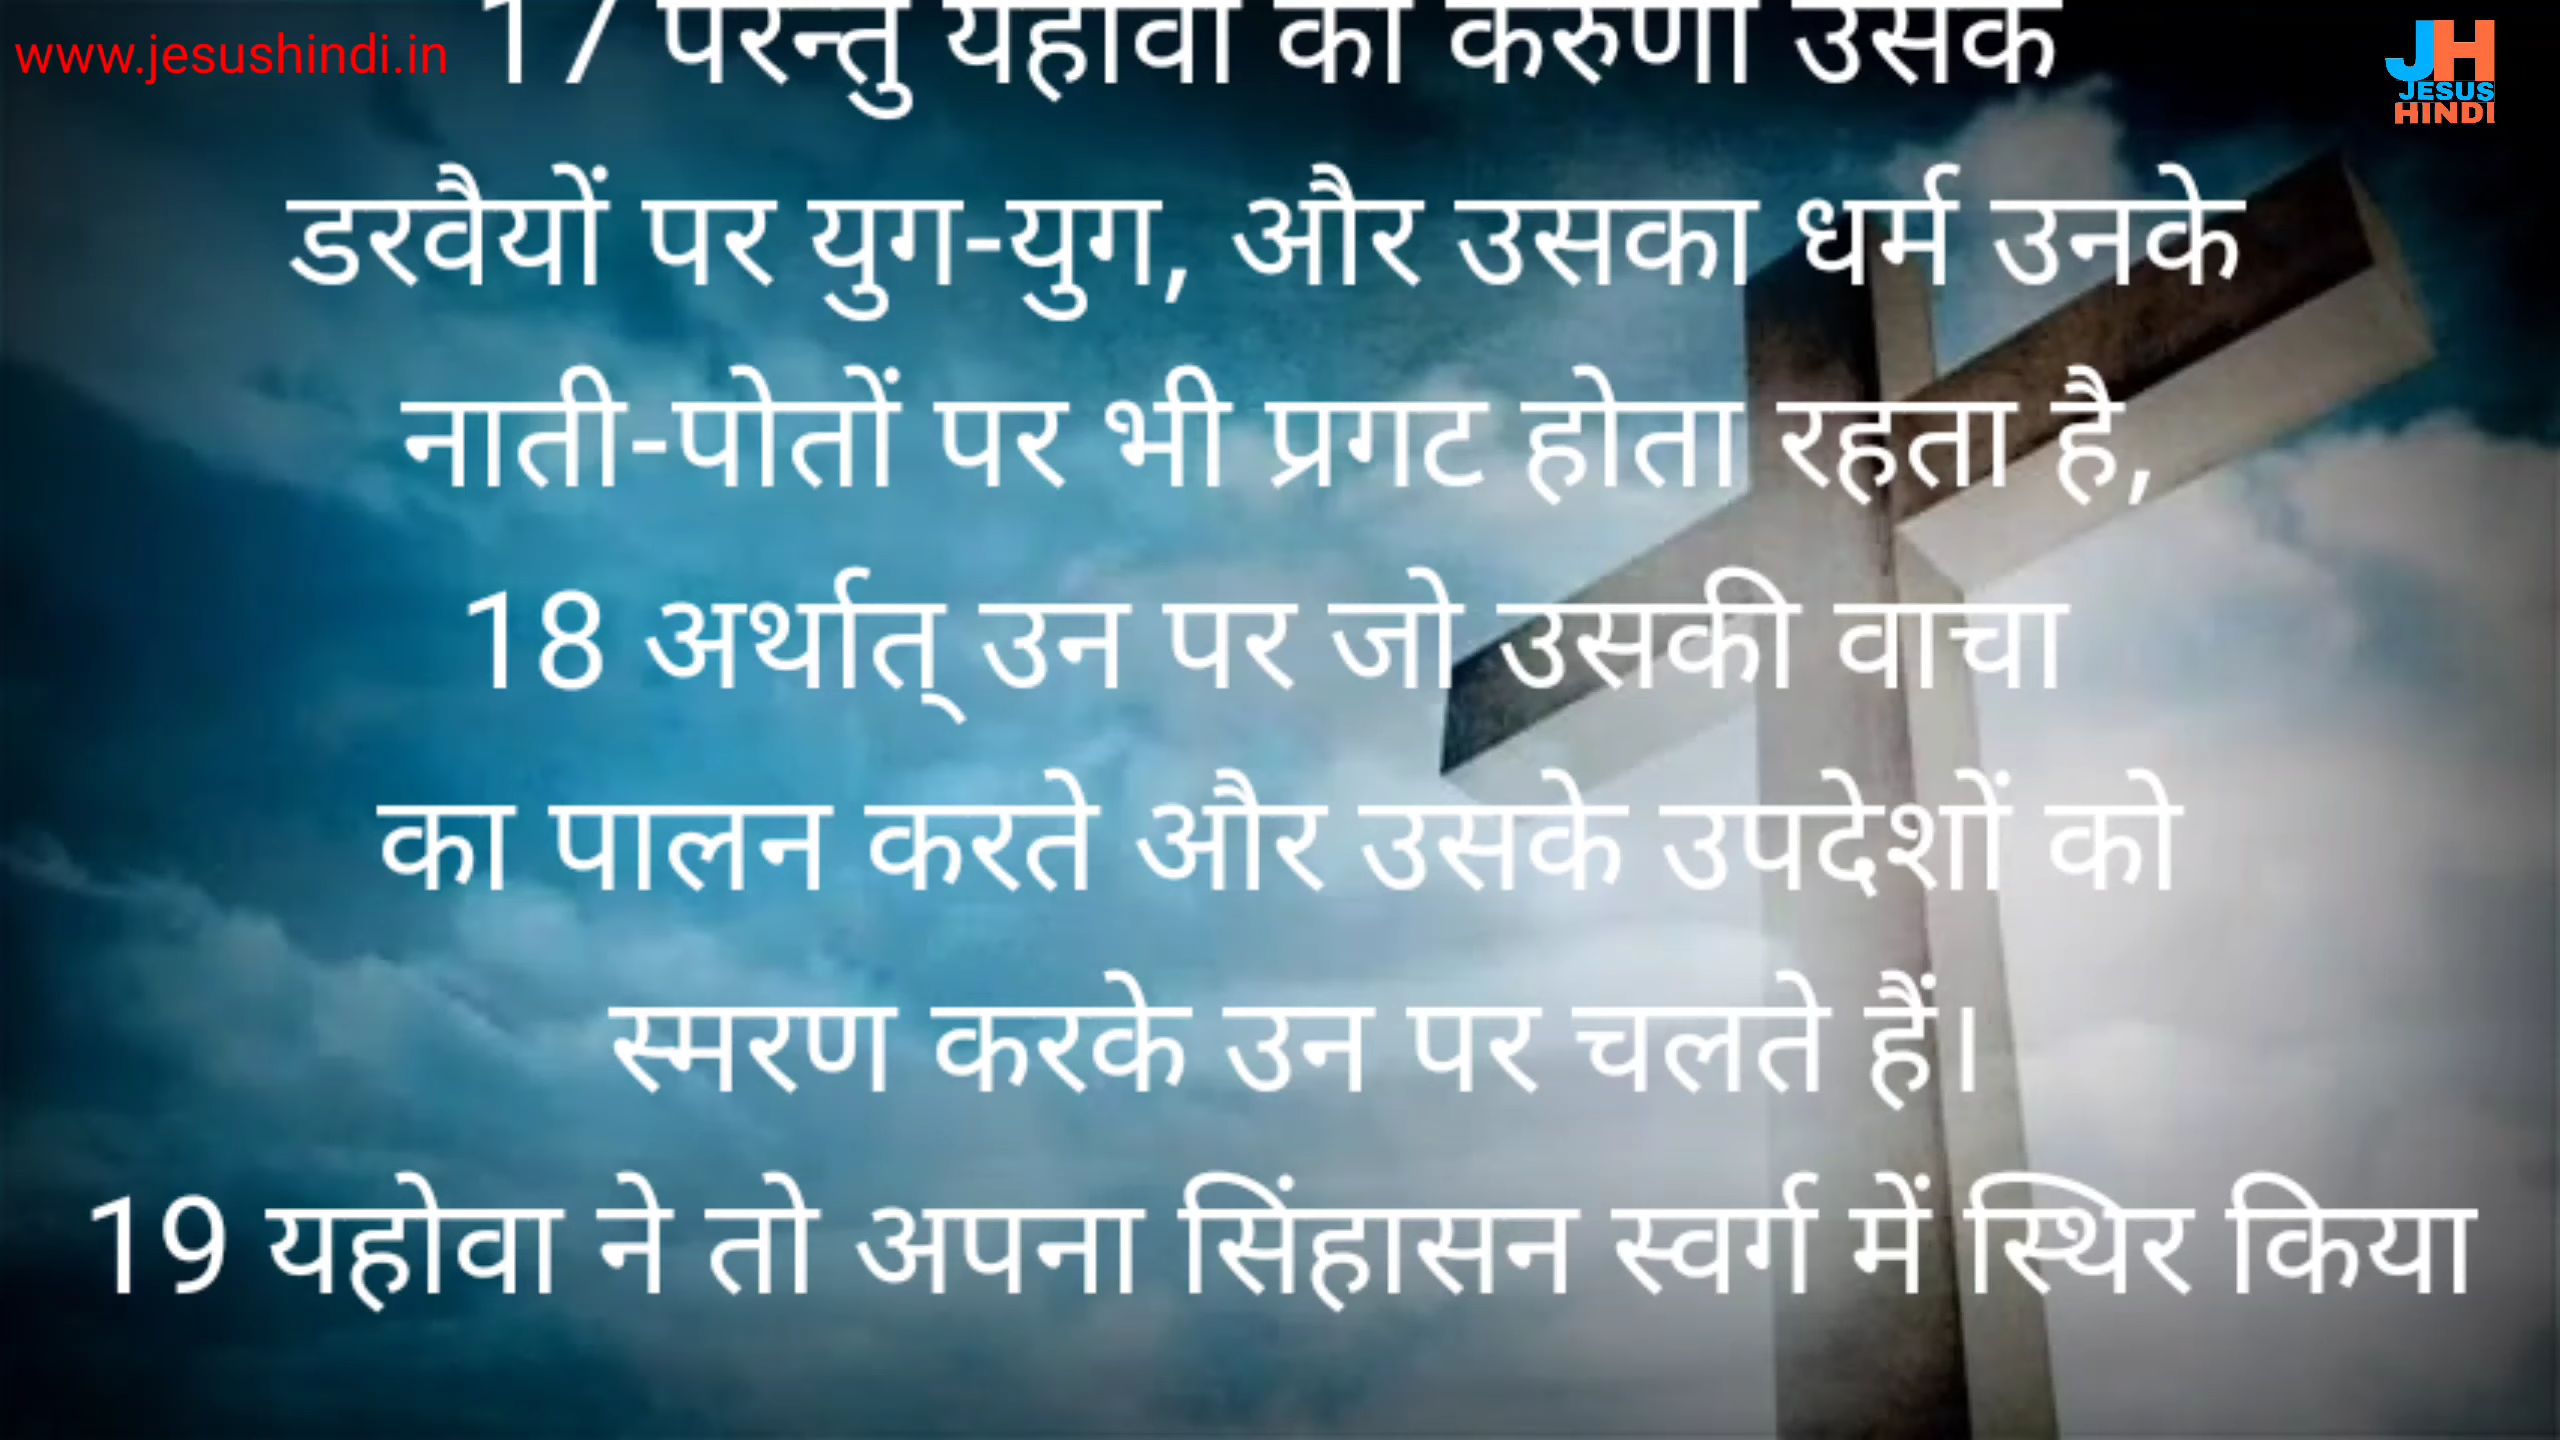 www.jesushindi.in
17 परन्तु यहोवा की करुणा उसके
JH
JESUS
HINDI
डरवैयों पर युग-युग, और उसका धर्म उनके
नाती-पोतों पर भी प्रगट होता रहता है,
18 अर्थात् उन पर जो उसकी वाचा
का पालन करते और उसके उपदेशों को
स्मरण करके उन पर चलते हैं।
19 यहोवा ने तो अपना सिंहासन स्वर्ग में स्थिर किया